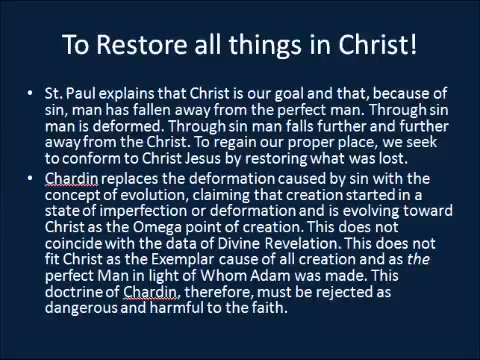 To Restore all things in Christ!
• St. Paul explains that Christ is our goal and that, because of
sin, man has fallen away from the perfect man. Through sin
man is deformed. Through sin man falls further and further
away from the Christ. To regain our proper place, we seek
to conform to Christ Jesus by restoring what was lost.
• Chardin replaces the deformation caused by sin with the
concept of evolution, claiming that creation started in a
state of imperfection or deformation and is evolving toward
Christ as the Omega point of creation. This does not
coincide with the data of Divine Revelation. This does not
fit Christ as the Exemplar cause of all creation and as the
perfect Man in light of Whom Adam was made. This
doctrine of Chardin, therefore, must be rejected as
dangerous and harmful to the faith.